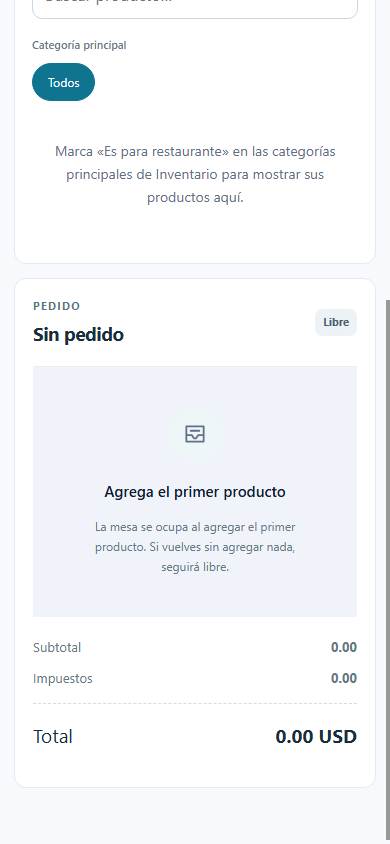 Categoría principal
Todos
Marca «Es para restaurante» en las categorías
principales de Inventario para mostrar sus
productos aquí.
PEDIDO
Sin pedido
Libre
Agrega el primer producto
La mesa se ocupa al agregar el primer
producto. Si vuelves sin agregar nada,
seguirá libre.
Subtotal 0.00
Impuestos 0.00
Total 0.00 USD